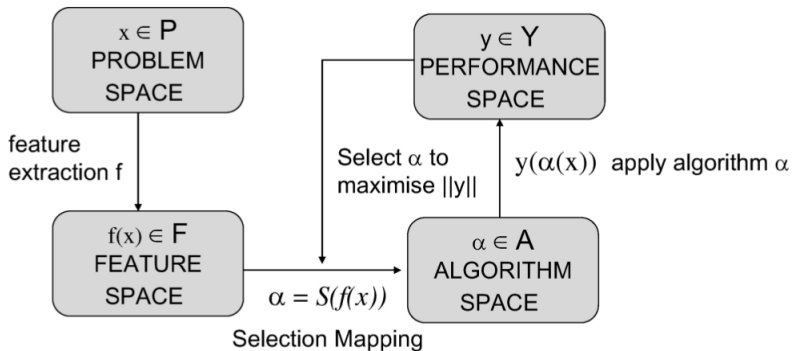 x ∈ P
PROBLEM
SPACE
y ∈ Y
PERFORMANCE
SPACE
feature
extraction f
Select α to
maximise ||y||
y(α(x)) apply algorithm α
f(x) ∈ F
FEATURE
SPACE
α = S(f(x))
Selection Mapping
α ∈ A
ALGORITHM
SPACE